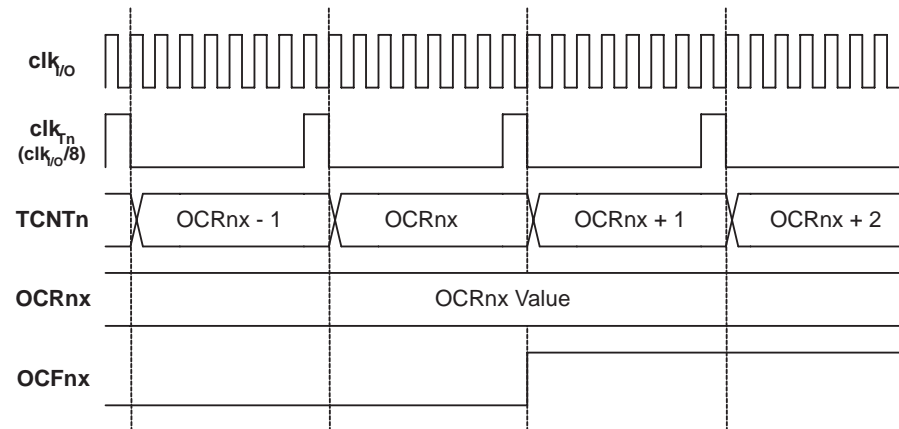 clkI/O
clkTn
(clkI/O/8)
TCNTn OCRnx - 1 OCRnx OCRnx + 1 OCRnx + 2
OCRnx OCRnx Value
OCFnx